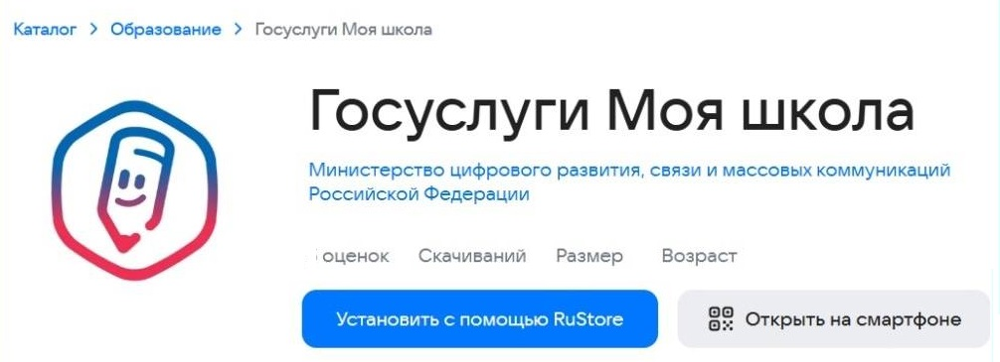 Каталог > Образование > Госуслуги Моя школа
Госуслуги Моя школа
Министерство цифрового развития, связи и массовых коммуникаций
Российской Федерации
оценок Скачиваний Размер Возраст
Установить с помощью RuStore Открыть на смартфоне